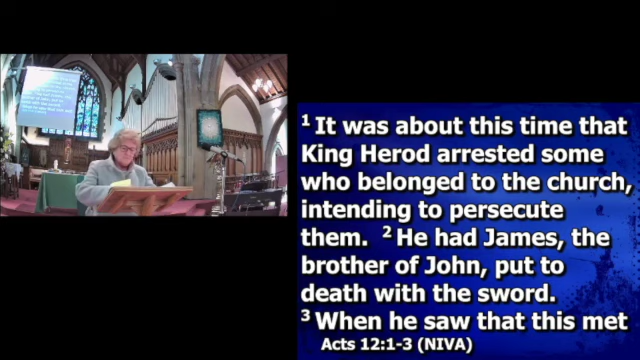 1 It was about this time that
King Herod arrested some
who belonged to the church,
intending to persecute
them. 2 He had James, the
brother of John, put to
death with the sword.
3 When he saw that this met
Acts 12:1-3 (NIVA)